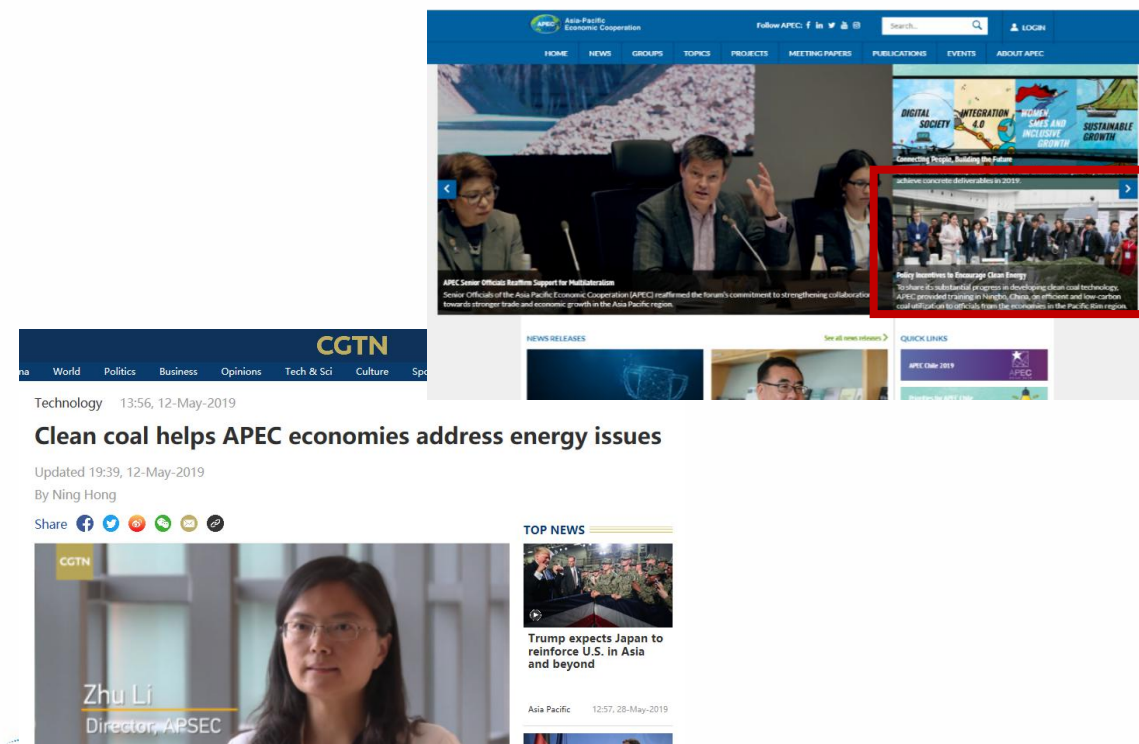 APEC
Asia-Pacific
Economic Cooperation
Follow APEC:
Search...
LOGIN
HOME NEWS GROUPS TOPICS PROJECTS MEETING PAPERS PUBLICATIONS EVENTS ABOUT APEC
DIGITAL
SOCIETY
INTEGRATION
4.0
WOMEN
SMES AND
INCLUSIVE
GROWTH
SUSTAINABLE
GROWTH
Connecting People, Building the Future
achieve concrete deliverables in 2019.
Policy Incentives to Encourage Clean Energy
To share its substantial progress in developing clean coal technology,
APEC provided training in Ningbo, China, on efficient and low-carbon
coal utilization to officials from the economies in the Pacific Rim region.
APEC Senior Officials Reaffirm Support for Multilateralism
Senior Officials of the Asia Pacific Economic Cooperation (APEC) reaffirmed the forum's commitment to strengthening collaboration
towards stronger trade and economic growth in the Asia Pacific region.
NEWS RELEASES
See all news releases
QUICK LINKS
APEC Chile 2019
APEC
Priorities for APEC Chile
CGTN
na World Politics Business Opinions Tech & Sci Culture Spo
Technology 13:56, 12-May-2019
Clean coal helps APEC economies address energy issues
Updated 19:39, 12-May-2019
By Ning Hong
Share
CGTN
Zhu Li
Director, APSEC
TOP NEWS
Trump expects Japan to
reinforce U.S. in Asia
and beyond
Asia Pacific 12:57, 28-May-2019